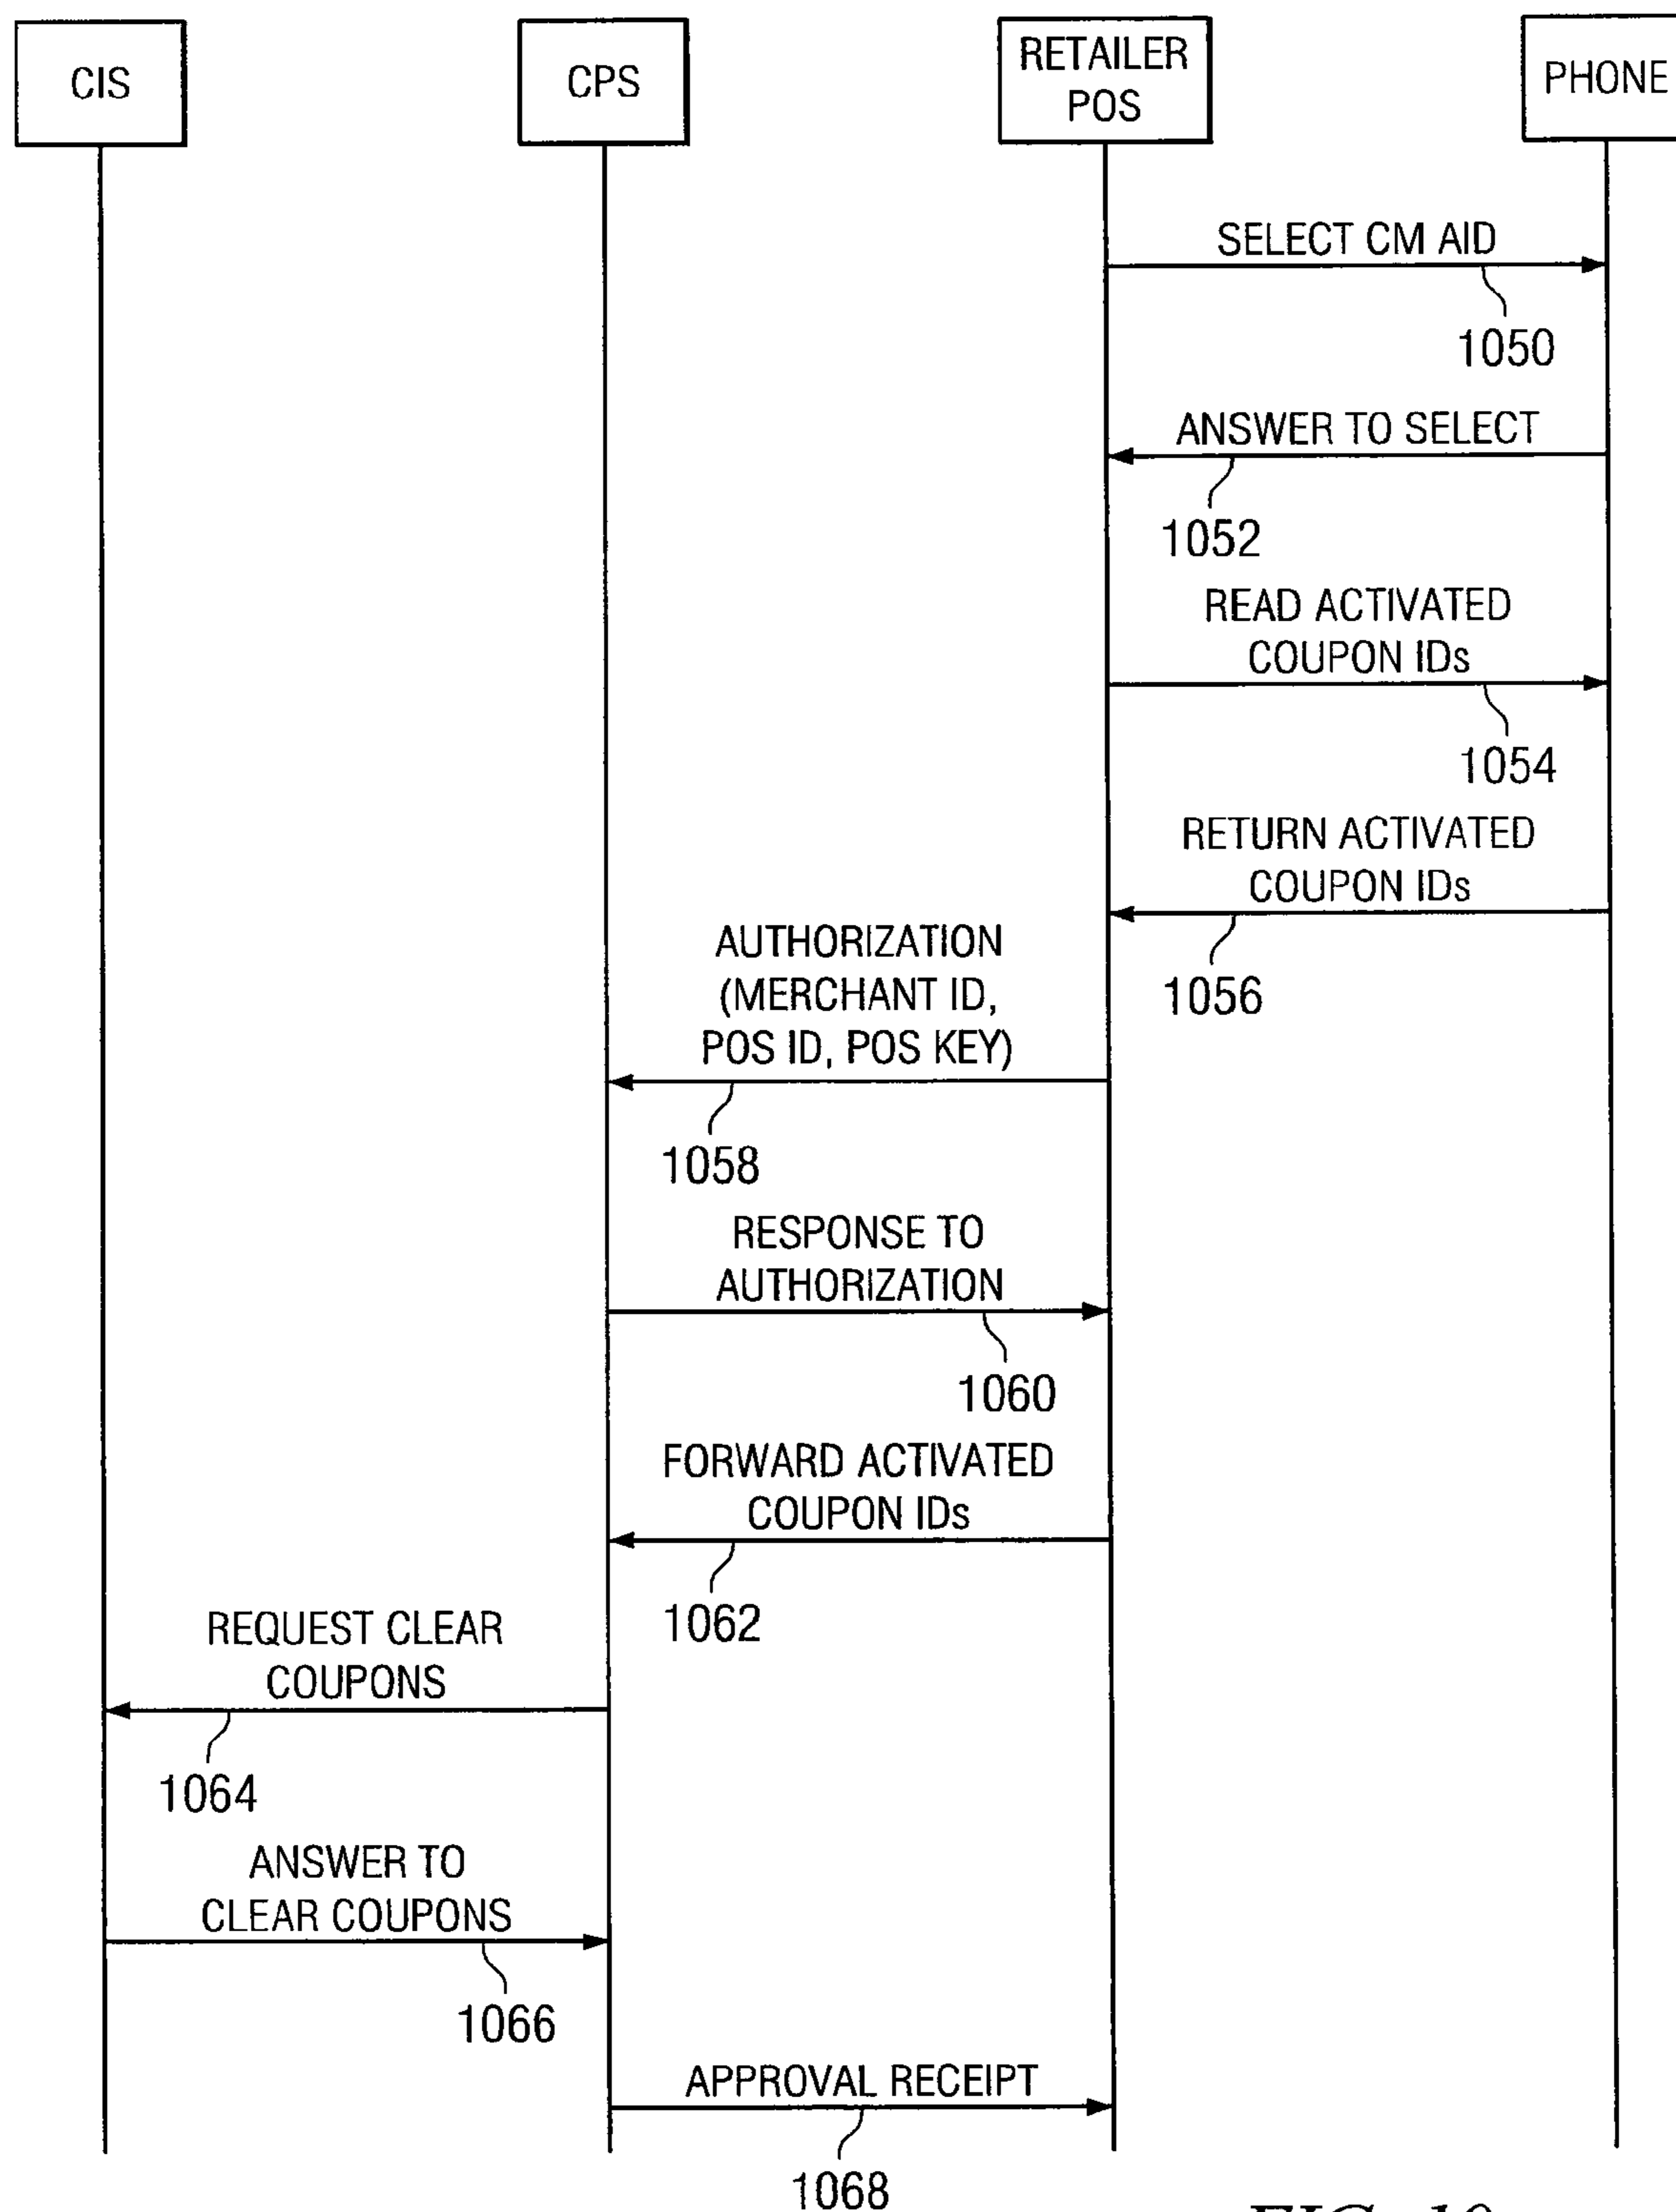 CIS
CPS
RETAILER
POS
PHONE
SELECT CM AID
1050
ANSWER TO SELECT
1052
READ ACTIVATED
COUPON IDs
1054
RETURN ACTIVATED
COUPON IDs
1056
AUTHORIZATION
(MERCHANT ID,
POS ID, POS KEY)
1058
RESPONSE TO
AUTHORIZATION
1060
FORWARD ACTIVATED
COUPON IDs
1062
REQUEST CLEAR
COUPONS
1064
ANSWER TO
CLEAR COUPONS
1066
APPROVAL RECEIPT
1068